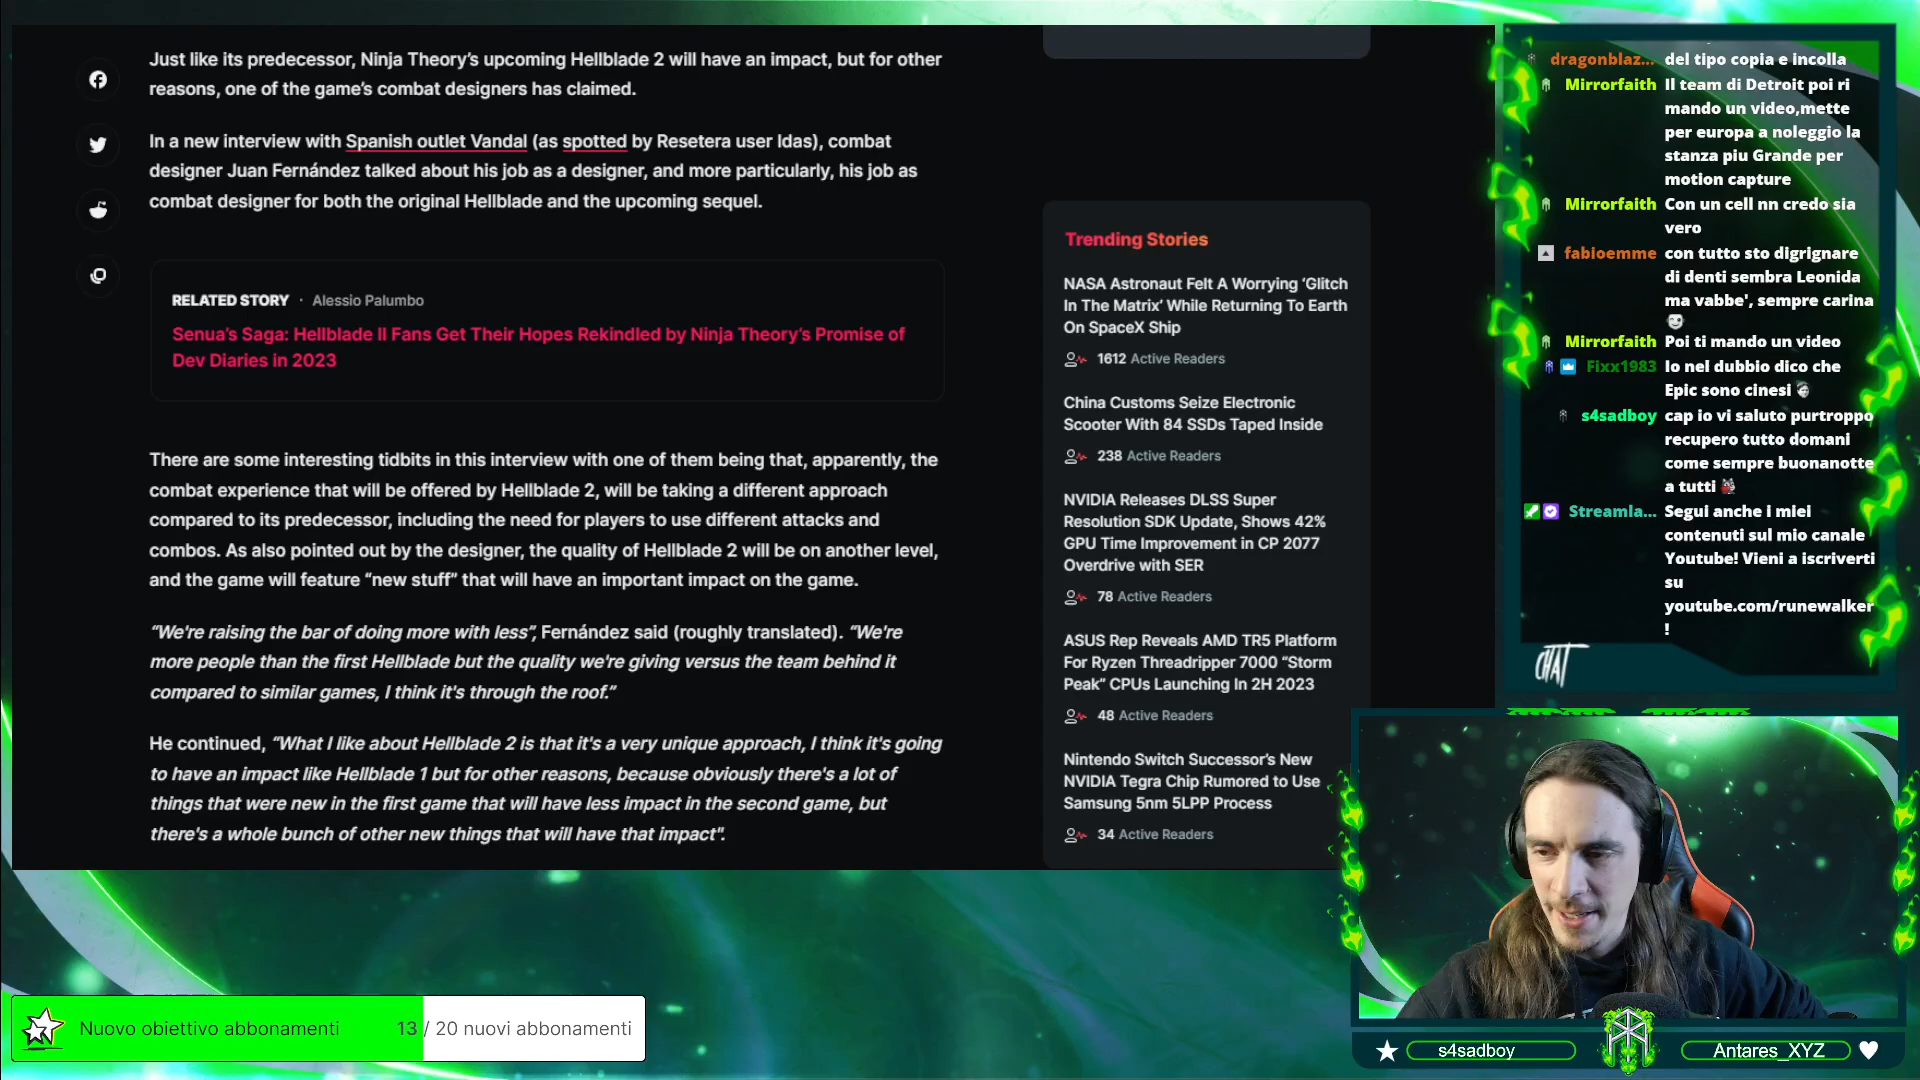 Just like its predecessor, Ninja Theory's upcoming Hellblade 2 will have an impact, but for other
reasons, one of the game's combat designers has claimed.
In a new interview with Spanish outlet Vandal (as spotted by Resetera user Idas), combat
designer Juan Fernández talked about his job as a designer, and more particularly, his job as
combat designer for both the original Hellblade and the upcoming sequel.
RELATED STORY · Alessio Palumbo
Senua's Saga: Hellblade II Fans Get Their Hopes Rekindled by Ninja Theory's Promise of
Dev Diaries in 2023
There are some interesting tidbits in this interview with one of them being that, apparently, the
combat experience that will be offered by Hellblade 2, will be taking a different approach
compared to its predecessor, including the need for players to use different attacks and
combos. As also pointed out by the designer, the quality of Hellblade 2 will be on another level,
and the game will feature “new stuff” that will have an important impact on the game.
“We're raising the bar of doing more with less”, Fernández said (roughly translated). “We're
more people than the first Hellblade but the quality we're giving versus the team behind it
compared to similar games, I think it's through the roof.”
He continued, “What I like about Hellblade 2 is that it's a very unique approach, I think it's going
to have an impact like Hellblade 1 but for other reasons, because obviously there's a lot of
things that were new in the first game that will have less impact in the second game, but
there's a whole bunch of other new things that will have that impact".
Trending Stories
NASA Astronaut Felt A Worrying ‘Glitch
In The Matrix’ While Returning To Earth
On SpaceX Ship
1612 Active Readers
China Customs Seize Electronic
Scooter With 84 SSDs Taped Inside
238 Active Readers
NVIDIA Releases DLSS Super
Resolution SDK Update, Shows 42%
GPU Time Improvement in CP 2077
Overdrive with SER
78 Active Readers
ASUS Rep Reveals AMD TR5 Platform
For Ryzen Threadripper 7000 “Storm
Peak” CPUs Launching In 2H 2023
48 Active Readers
Nintendo Switch Successor's New
NVIDIA Tegra Chip Rumored to Use
Samsung 5nm 5LPP Process
34 Active Readers
dragonblaz... del tipo copia e incolla
Mirrorfaith Il team di Detroit poi ri
mando un video,mette
per europa a noleggio la
stanza piu Grande per
motion capture
Mirrorfaith Con un cell nn credo sia
vero
fabioemme con tutto sto digrignare
di denti sembra Leonida
ma vabbe', sempre carina
Mirrorfaith Poi ti mando un video
Fixx1983 Io nel dubbio dico che
Epic sono cinesi
s4sadboy cap io vi saluto purtroppo
recupero tutto domani
come sempre buonanotte
a tutti
Streamla... Segui anche i miei
contenuti sul mio canale
Youtube! Vieni a iscriverti
su
youtube.com/runewalker
!
CHAT
Nuovo obiettivo abbonamenti 13 / 20 nuovi abbonamenti
s4sadboy
Antares_XYZ